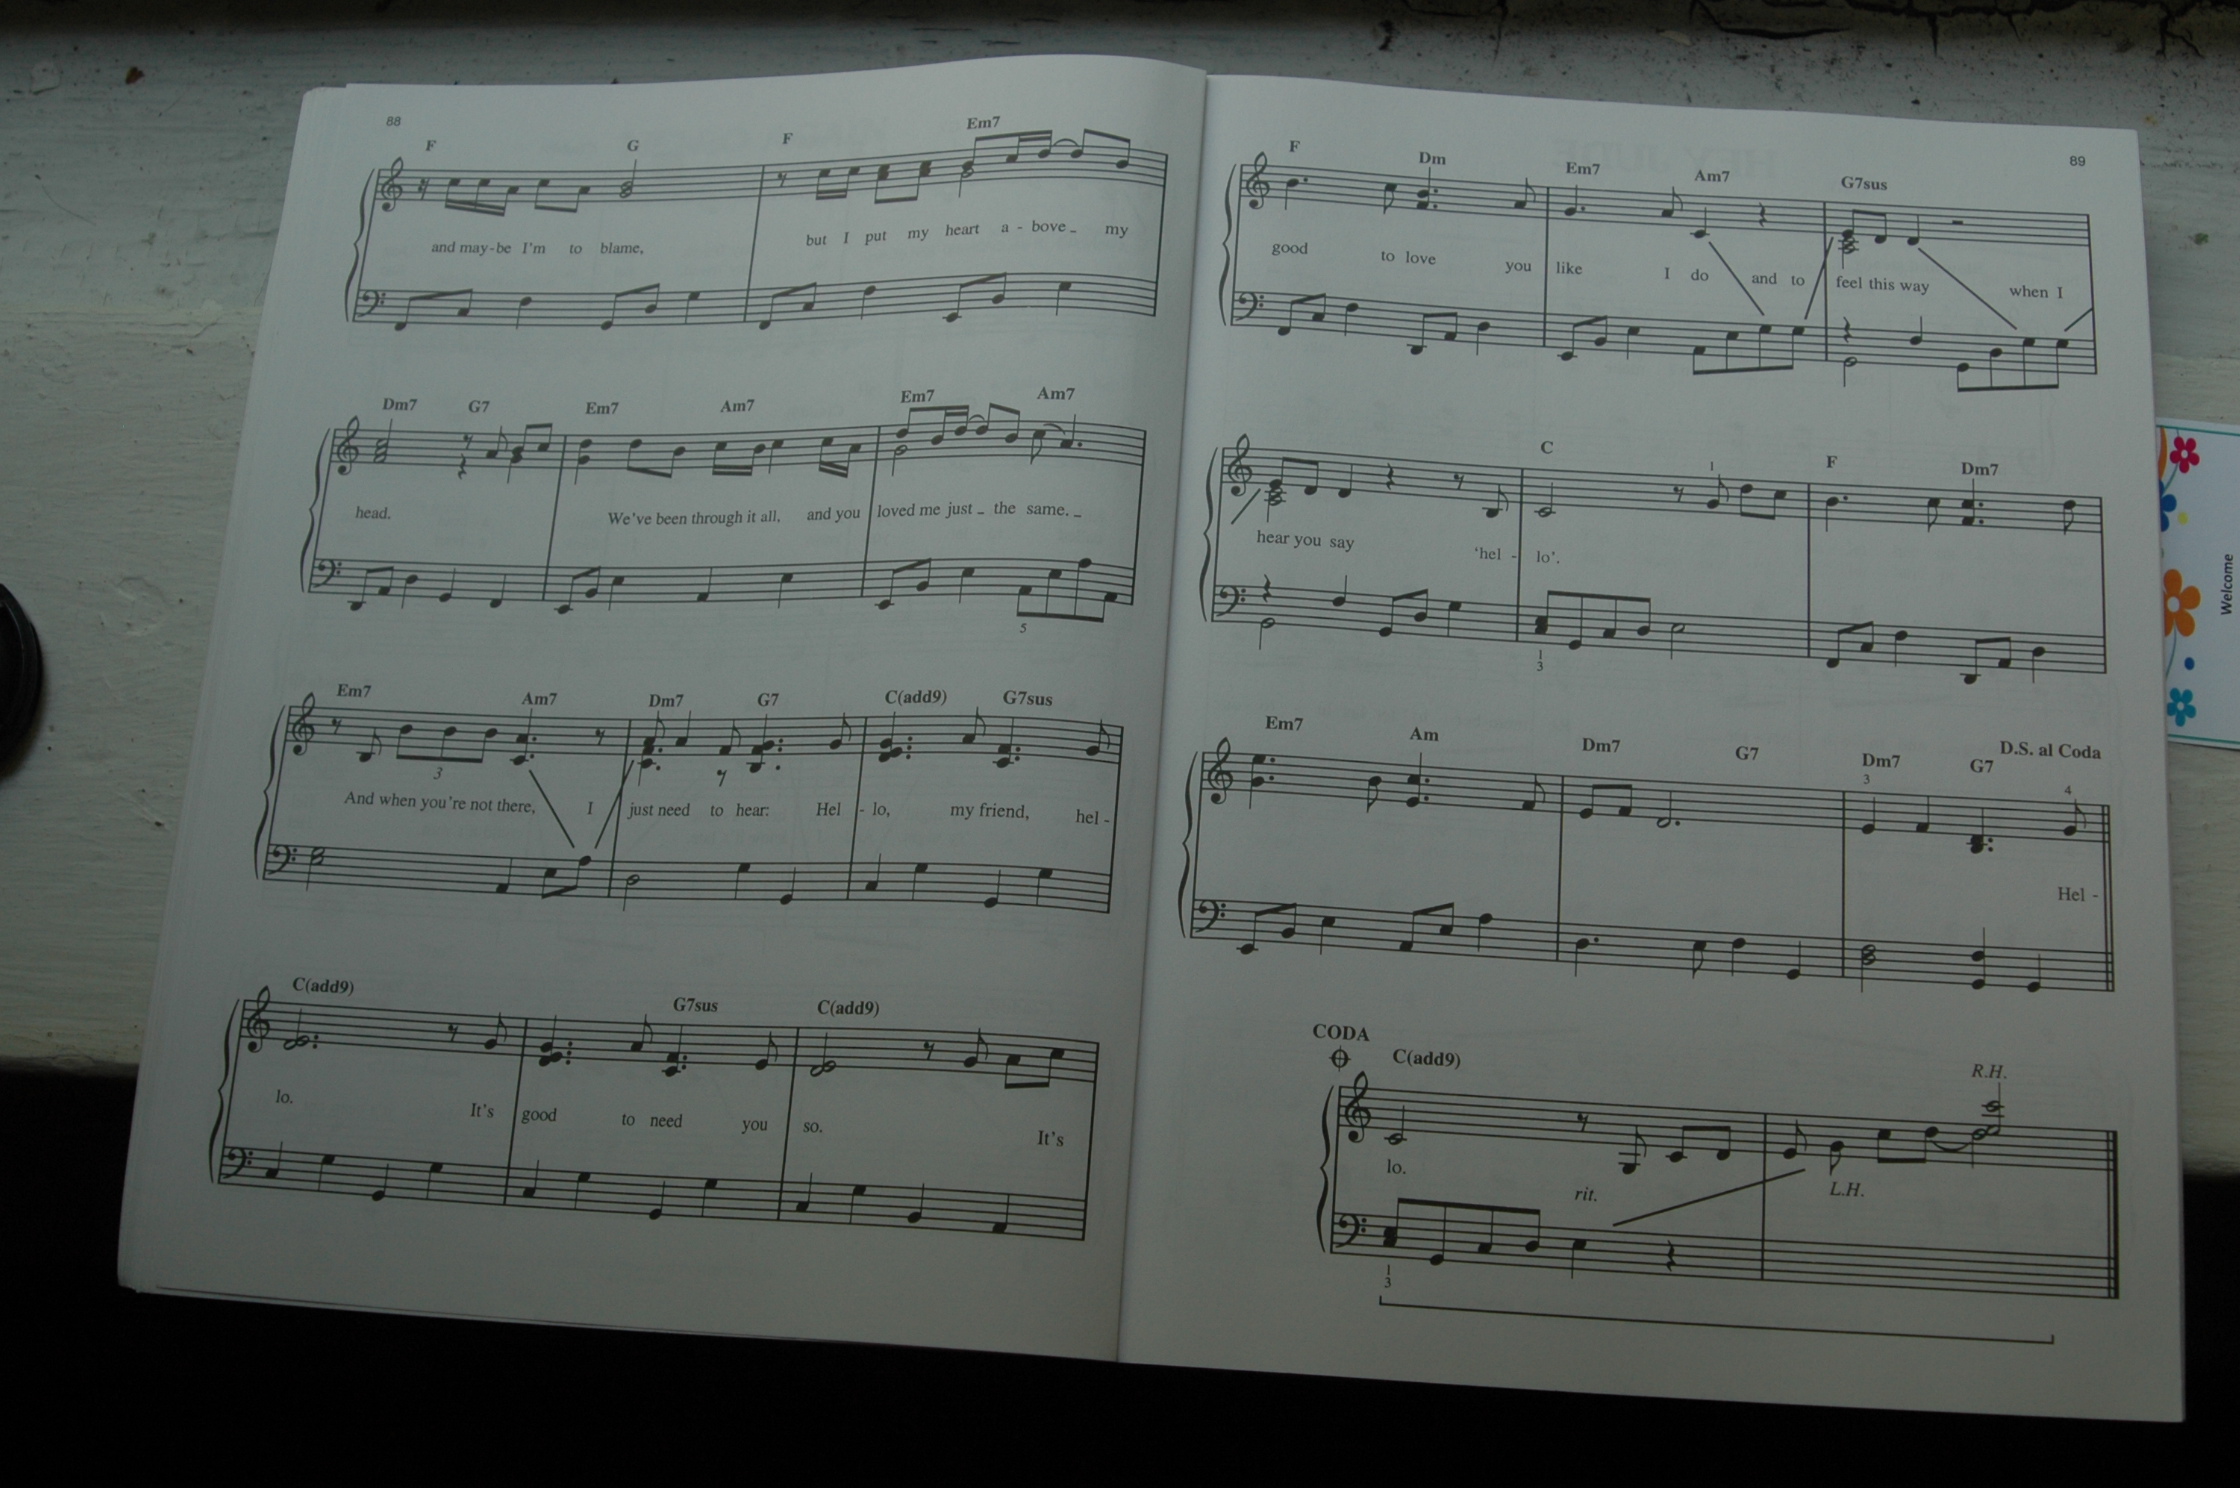 88
F G F Em7
and may-be I'm to blame, but I put my heart a - bove_ my
Dm7 G7 Em7 Am7 Em7 Am7
head. We've been through it all, and you loved me just _ the same. _
5
Em7 Am7 Dm7 G7 C(add9) G7sus
3
And when you're not there, I just need to hear: Hel - lo, my friend, hel -
C(add9) G7sus C(add9)
lo. It's good to need you so. It's
89
F Dm Em7 Am7 G7sus
good to love you like I do and to feel this way when I
C F Dm7
1
hear you say 'hel - lo'.
1
3
Em7 Am Dm7 G7 Dm7 G7 D.S. al Coda
3 4
Hel -
CODA
C(add9) R.H.
lo. rit. L.H.
1
3
Welcome